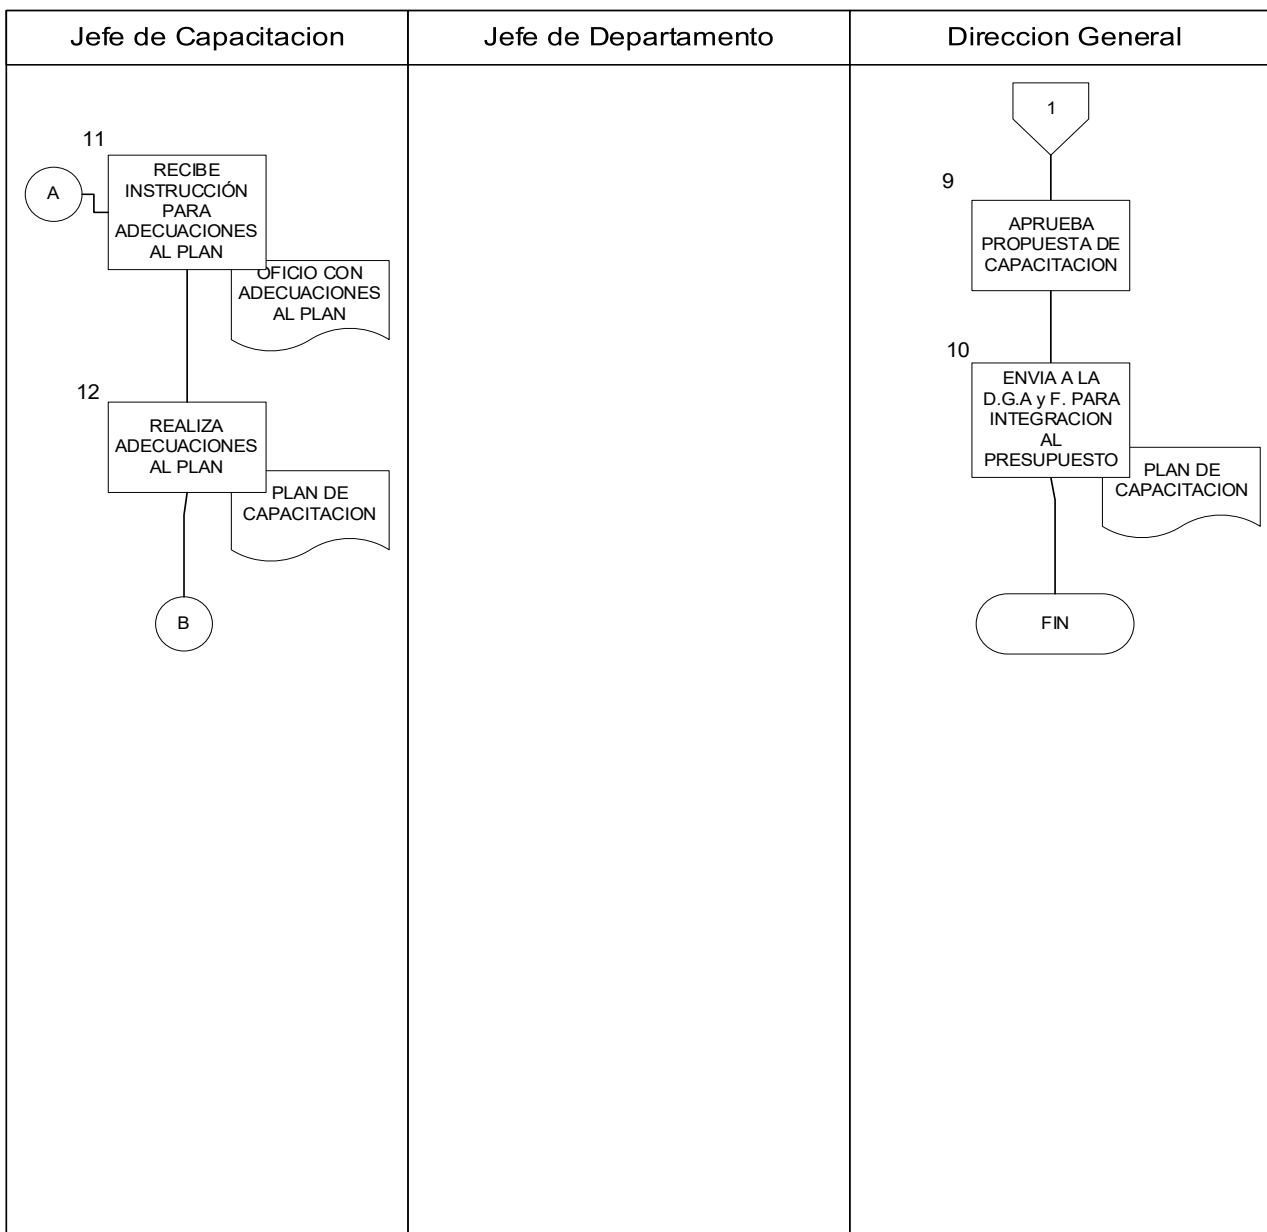 Jefe de Capacitacion
Jefe de Departamento
Direccion General
11
A
RECIBE
INSTRUCCIÓN
PARA
ADECUACIONES
AL PLAN
OFICIO CON
ADECUACIONES
AL PLAN
12
REALIZA
ADECUACIONES
AL PLAN
PLAN DE
CAPACITACION
B
1
9
APRUEBA
PROPUESTA DE
CAPACITACION
10
ENVIA A LA
D.G.A y F. PARA
INTEGRACION
AL
PRESUPUESTO
PLAN DE
CAPACITACION
FIN